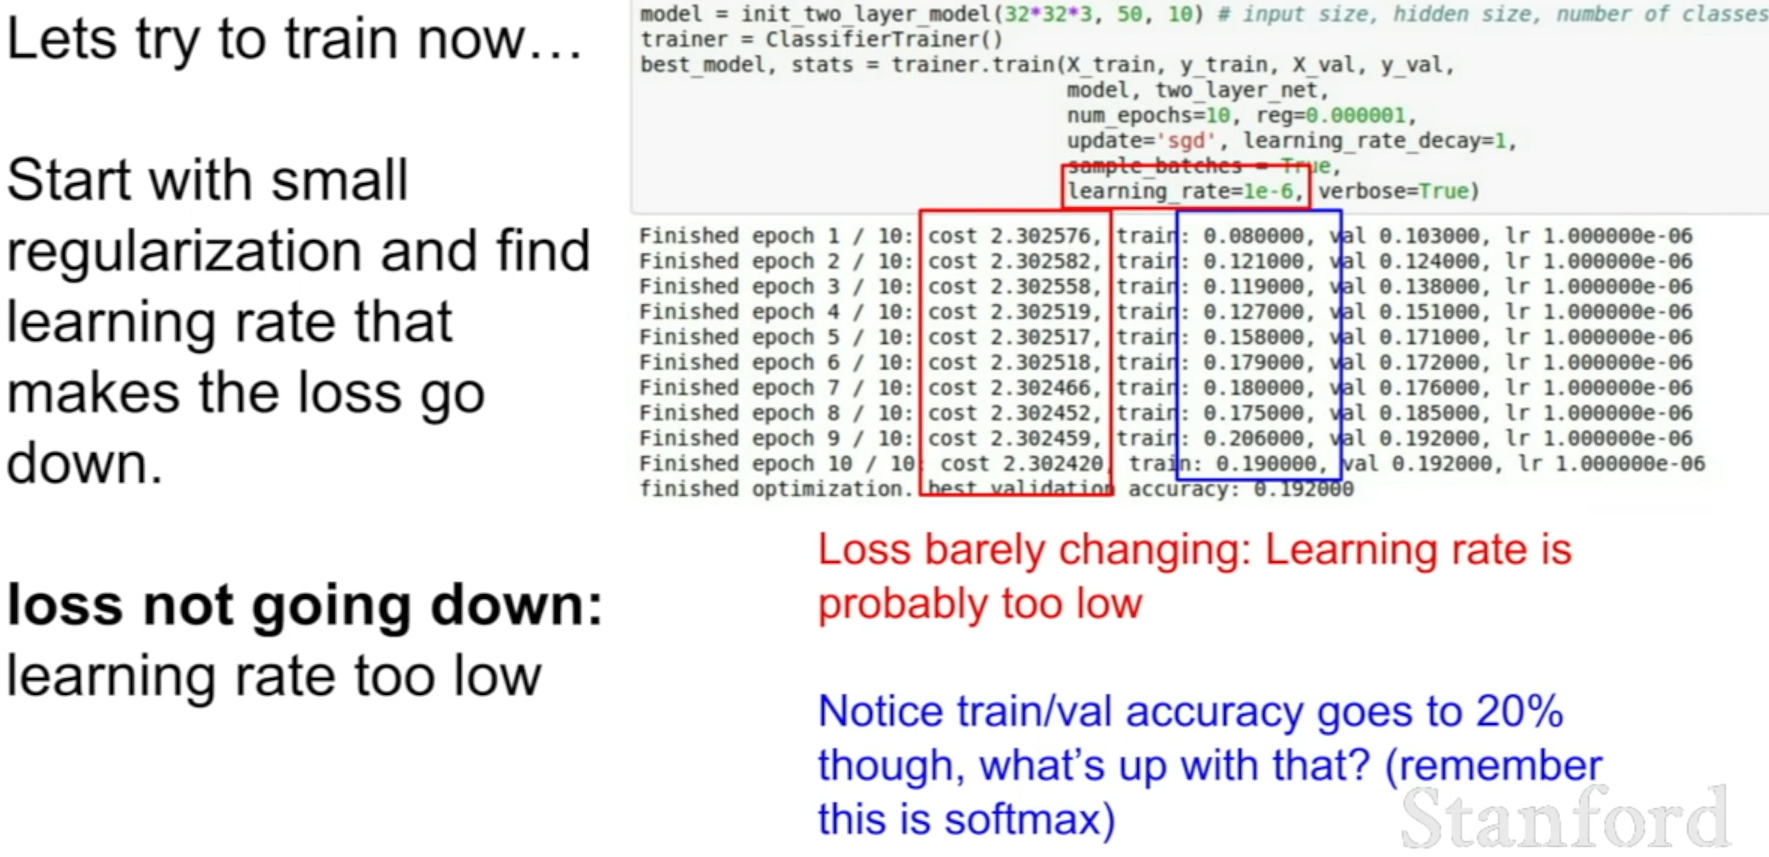 Lets try to train now…
Start with small
regularization and find
learning rate that
makes the loss go
down.
loss not going down:
learning rate too low
model = init_two_layer_model(32*32*3, 50, 10) # input size, hidden size, number of classes
trainer = ClassifierTrainer()
best_model, stats = trainer.train(X_train, y_train, X_val, y_val,
model, two_layer_net,
num_epochs=10, reg=0.000001,
update='sgd', learning_rate_decay=1,
sample_batches = True,
learning_rate=1e-6, verbose=True)
Finished epoch 1 / 10: cost 2.302576, train: 0.080000, val 0.103000, lr 1.000000e-06
Finished epoch 2 / 10: cost 2.302582, train: 0.121000, val 0.124000, lr 1.000000e-06
Finished epoch 3 / 10: cost 2.302558, train: 0.119000, val 0.138000, lr 1.000000e-06
Finished epoch 4 / 10: cost 2.302519, train: 0.127000, val 0.151000, lr 1.000000e-06
Finished epoch 5 / 10: cost 2.302517, train: 0.158000, val 0.171000, lr 1.000000e-06
Finished epoch 6 / 10: cost 2.302518, train: 0.179000, val 0.172000, lr 1.000000e-06
Finished epoch 7 / 10: cost 2.302466, train: 0.180000, val 0.176000, lr 1.000000e-06
Finished epoch 8 / 10: cost 2.302452, train: 0.175000, val 0.185000, lr 1.000000e-06
Finished epoch 9 / 10: cost 2.302459, train: 0.206000, val 0.192000, lr 1.000000e-06
Finished epoch 10 / 10: cost 2.302420, train: 0.190000, val 0.192000, lr 1.000000e-06
finished optimization. best validation accuracy: 0.192000
Loss barely changing: Learning rate is
probably too low
Notice train/val accuracy goes to 20%
though, what's up with that? (remember
this is softmax)
Stanford